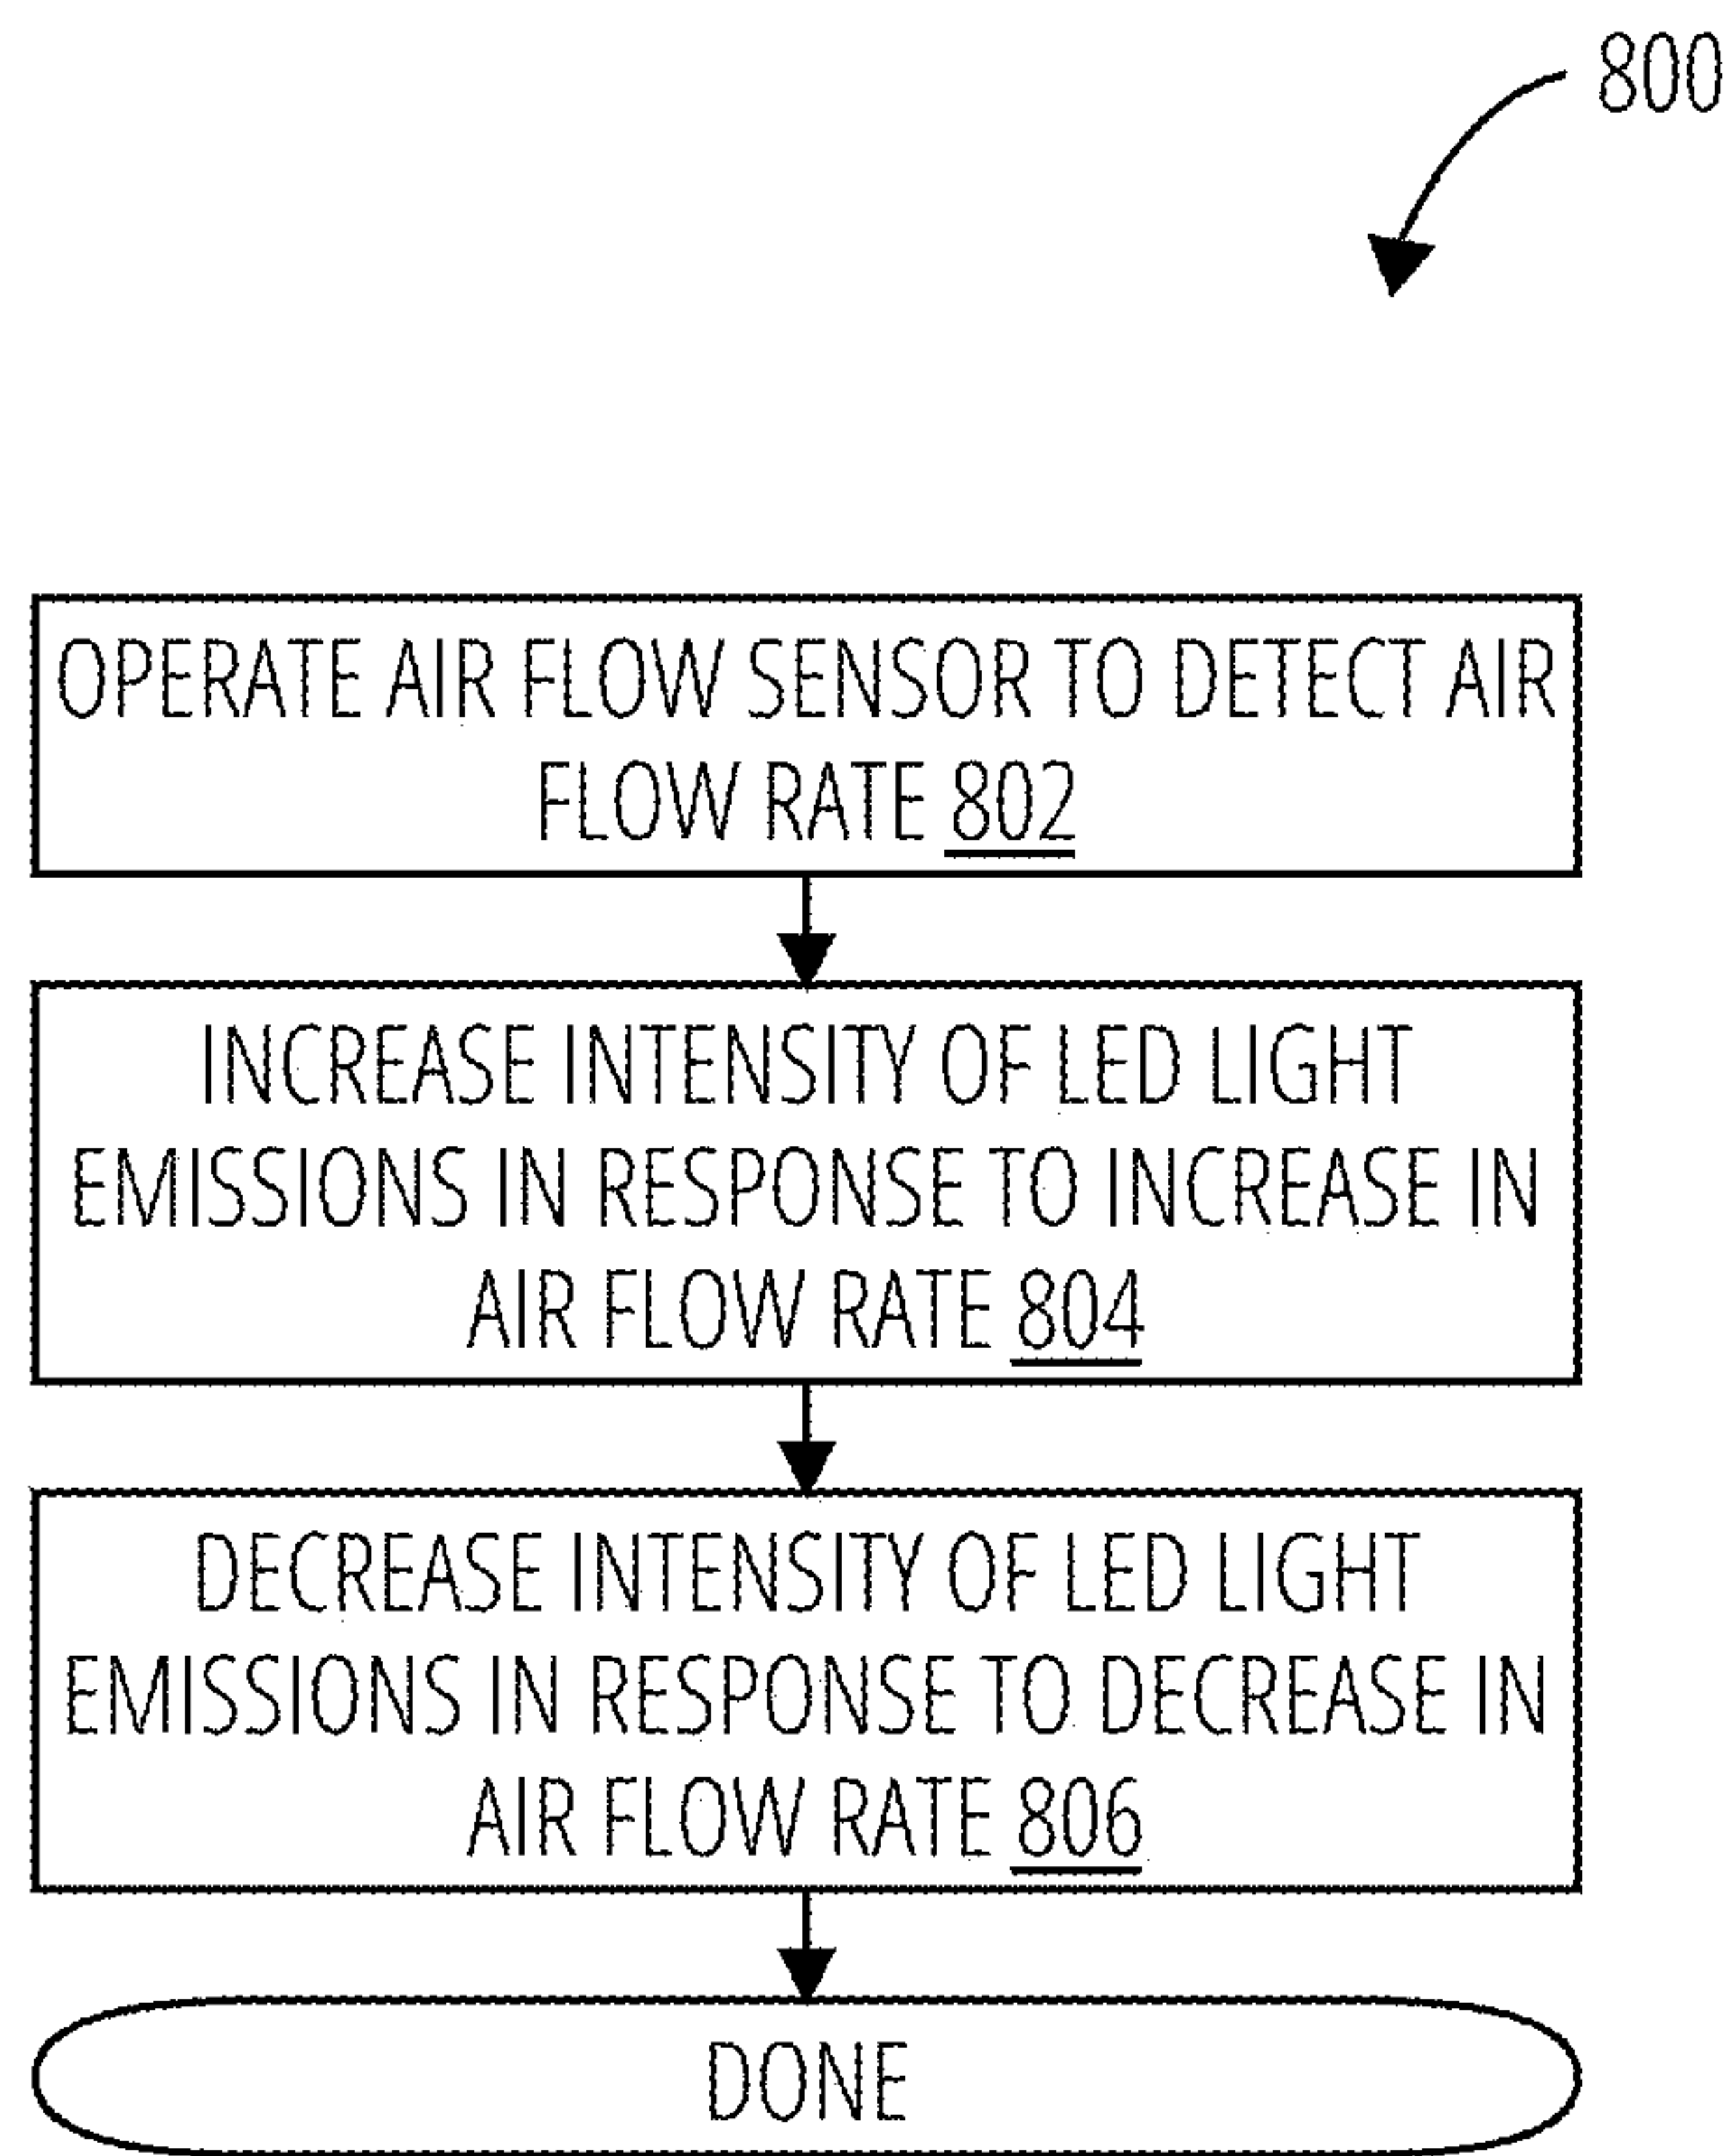 800
OPERATE AIR FLOW SENSOR TO DETECT AIR
FLOW RATE 802
INCREASE INTENSITY OF LED LIGHT
EMISSIONS IN RESPONSE TO INCREASE IN
AIR FLOW RATE 804
DECREASE INTENSITY OF LED LIGHT
EMISSIONS IN RESPONSE TO DECREASE IN
AIR FLOW RATE 806
DONE